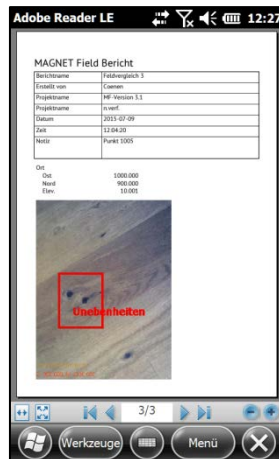 Adobe Reader LE 12:27
MAGNET Field Bericht
Berichtname Feldvergleich 3
Erstellt von Coenen
Projektname MF-Version 3.1
Projektname n.verf.
Datum 2015-07-09
Zeit 12:04:20
Notiz Punkt 1005
Ort
Ost 1000.000
Nord 900.000
Elev. 10.001
Unebenheiten
3/3
Werkzeuge Menü